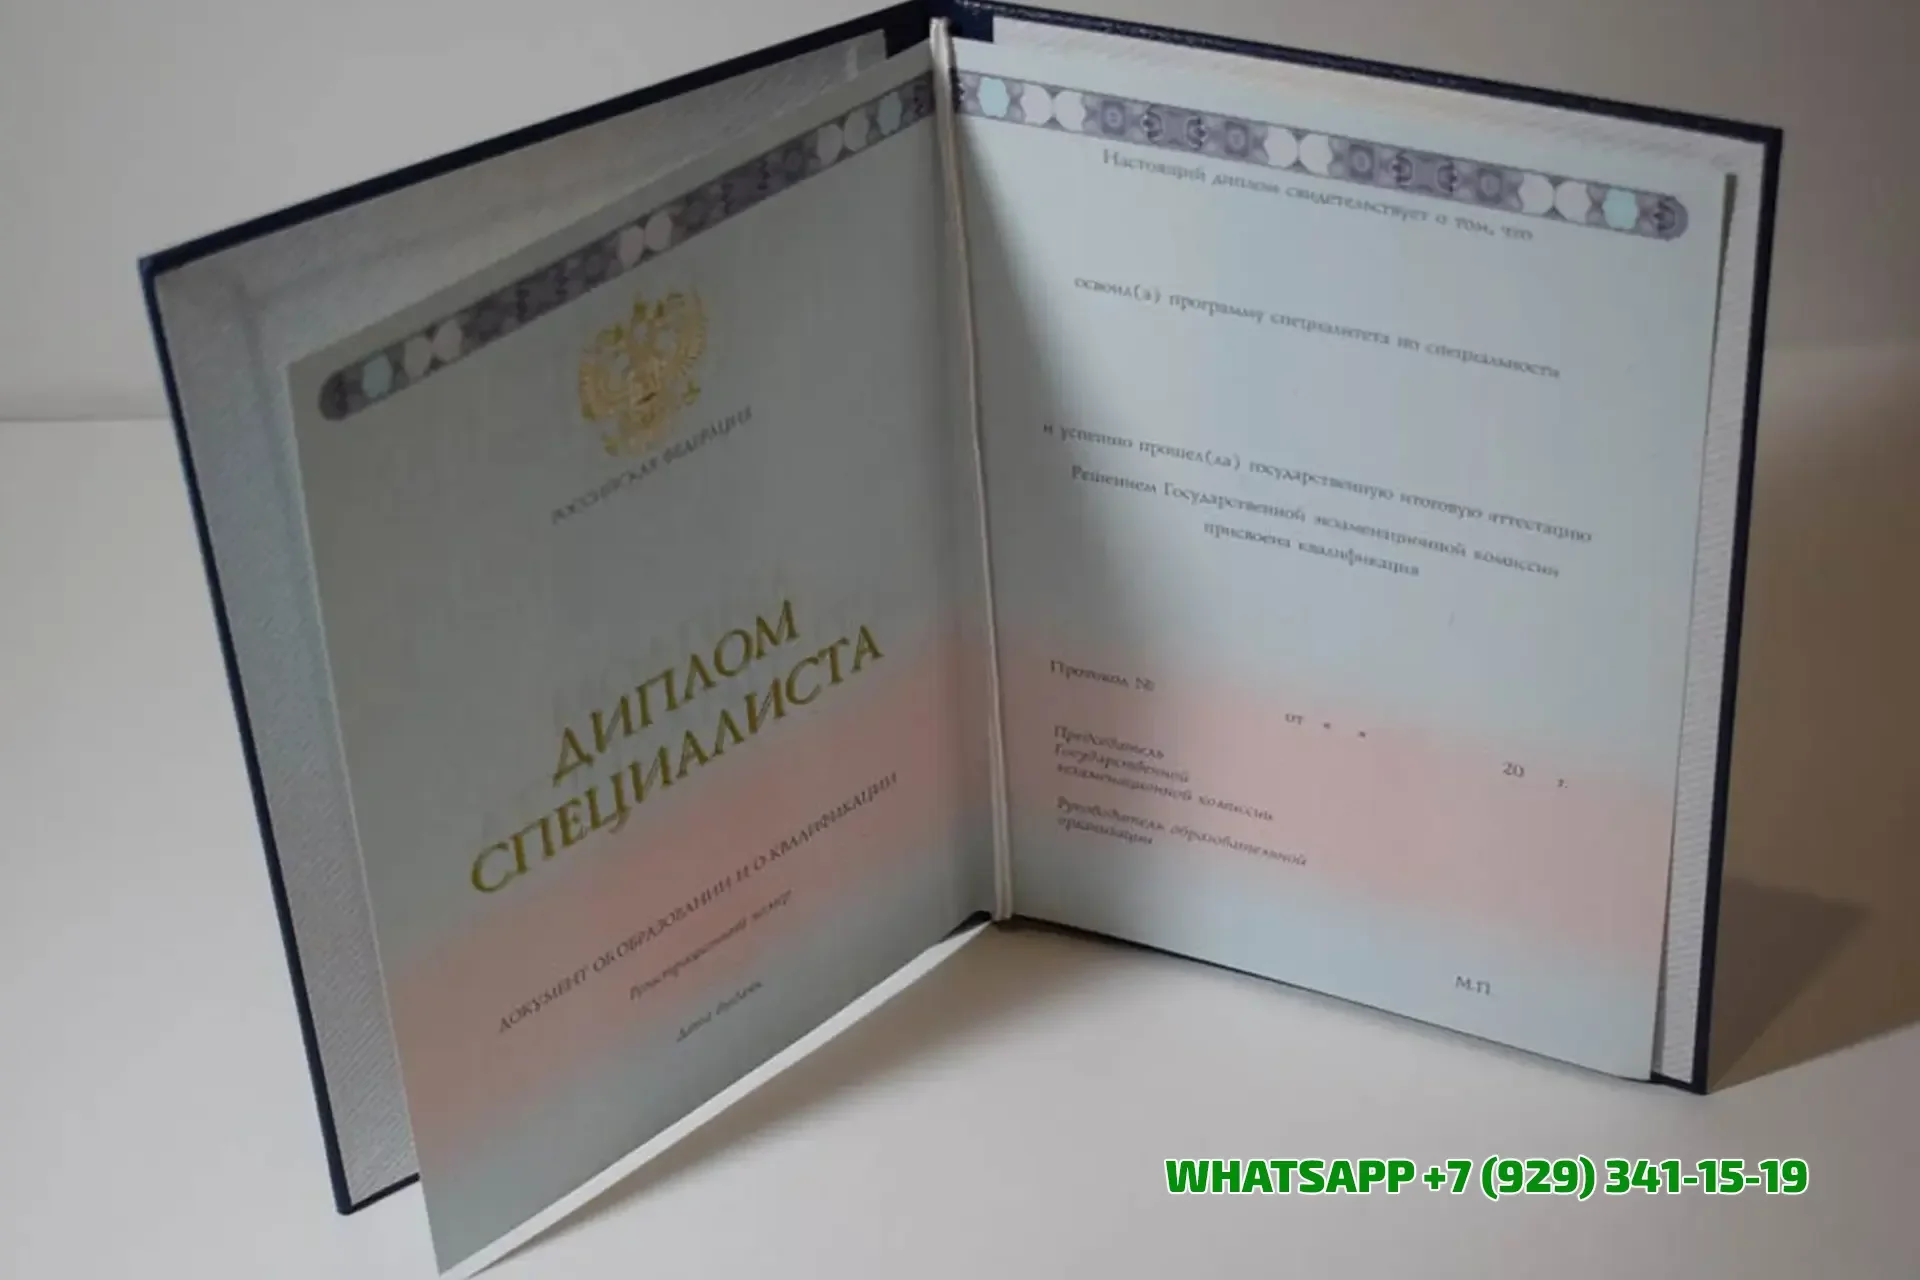 РОССИЙСКАЯ ФЕДЕРАЦИЯ
ДИПЛОМ
СПЕЦИАЛИСТА
ДОКУМЕНТ ОБ ОБРАЗОВАНИИ И О КВАЛИФИКАЦИИ
Регистрационный номер
Дата выдачи
Настоящий диплом свидетельствует о том, что
освоил(а) программу специалитета по специальности
и успешно прошел(ла) государственную итоговую аттестацию
Решением Государственной экзаменационной комиссии
присвоена квалификация
Протокол №
от « »
20 г.
Председатель
Государственной
экзаменационной комиссии
Руководитель образовательной
организации
М.П.
WHATSAPP +7 (929) 341-15-19